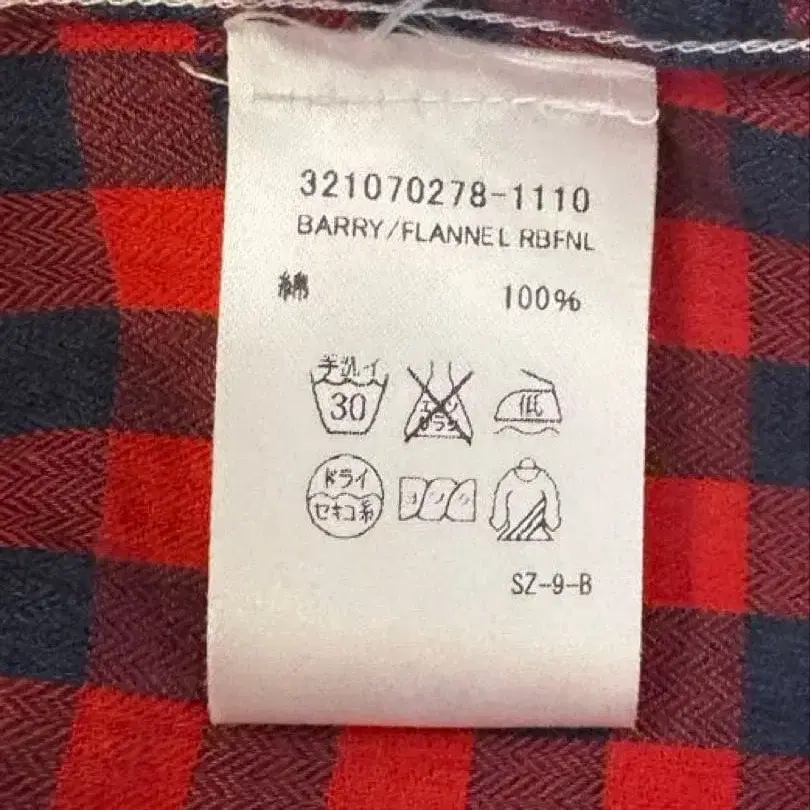 321070278-1110
BARRY/FLANNEL RBFNL
綿 100%
手洗イ
30
エンソサラシ
低
ドライ
セキユ系
SZ-9-B